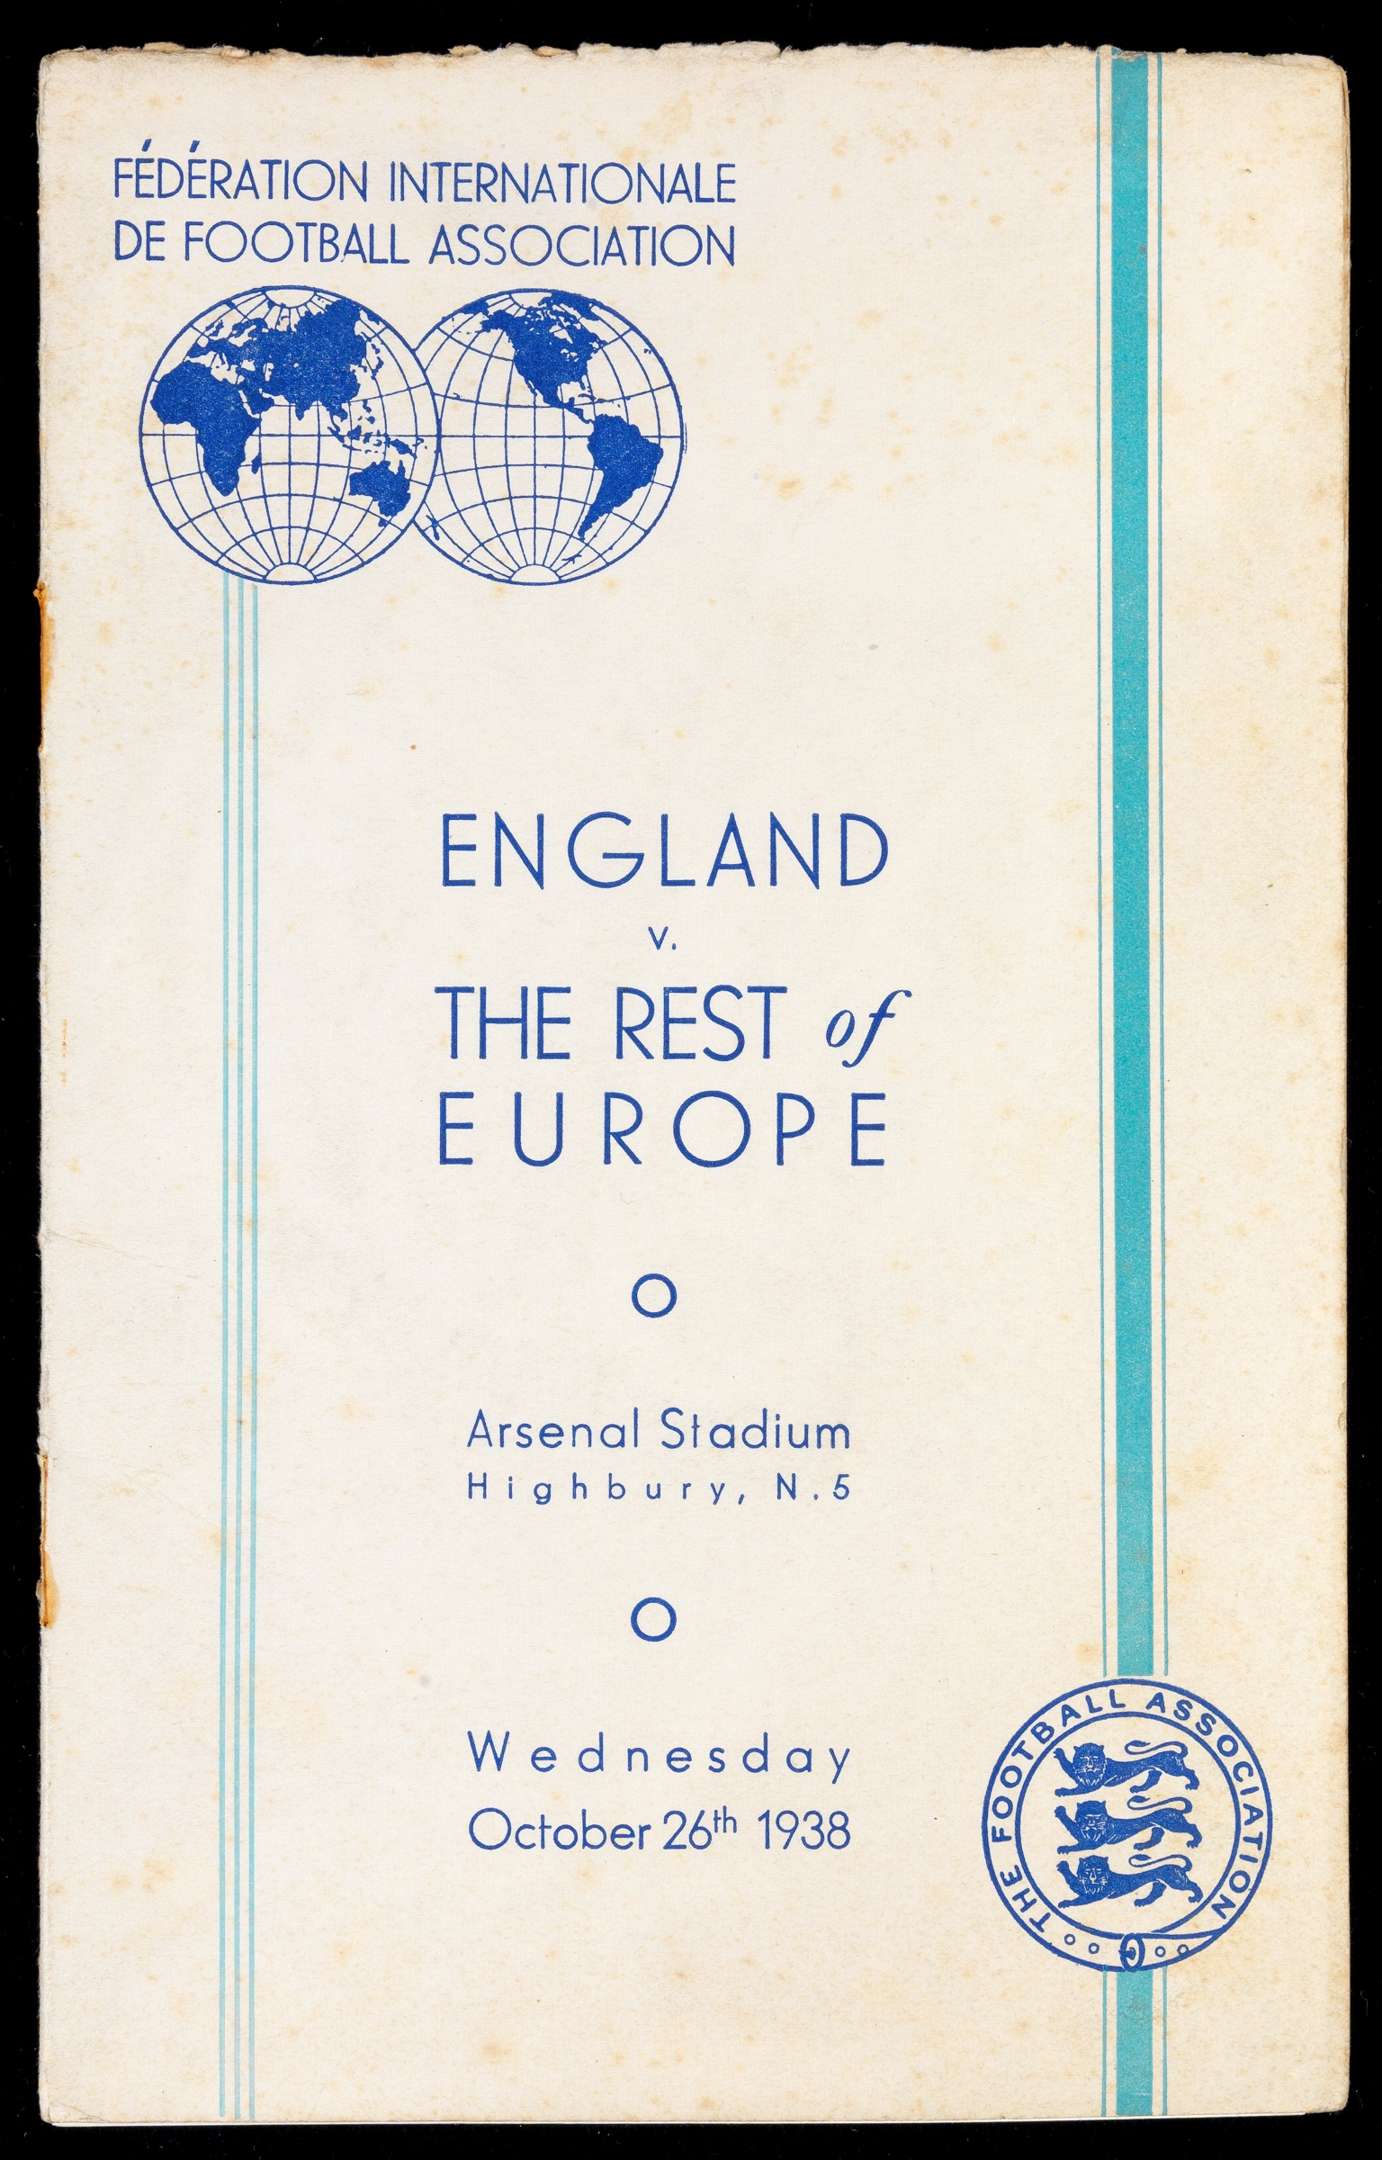 FÉDÉRATION INTERNATIONALE
DE FOOTBALL ASSOCIATION
ENGLAND
v.
THE REST of
EUROPE
Arsenal Stadium
Highbury, N.5
Wednesday
October 26th 1938
THE FOOTBALL ASSOCIATION